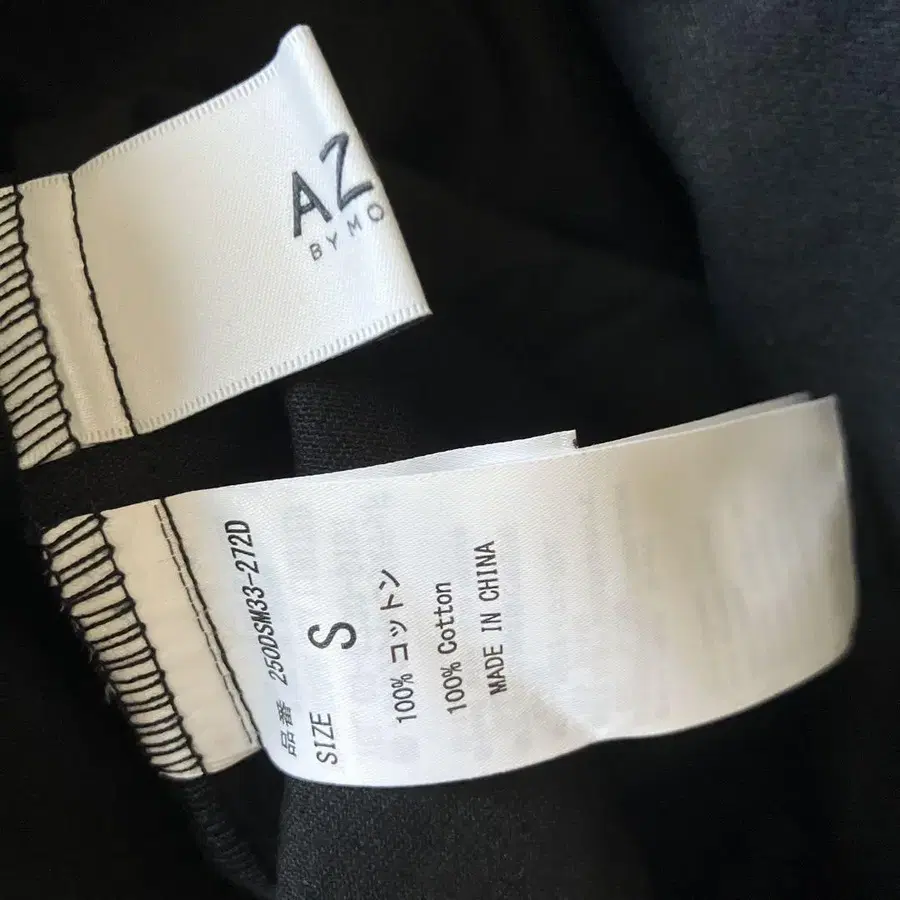 AZ
BY MO
品番 250DSM33-272D
SIZE S
100% コットン
100% Cotton
MADE IN CHINA